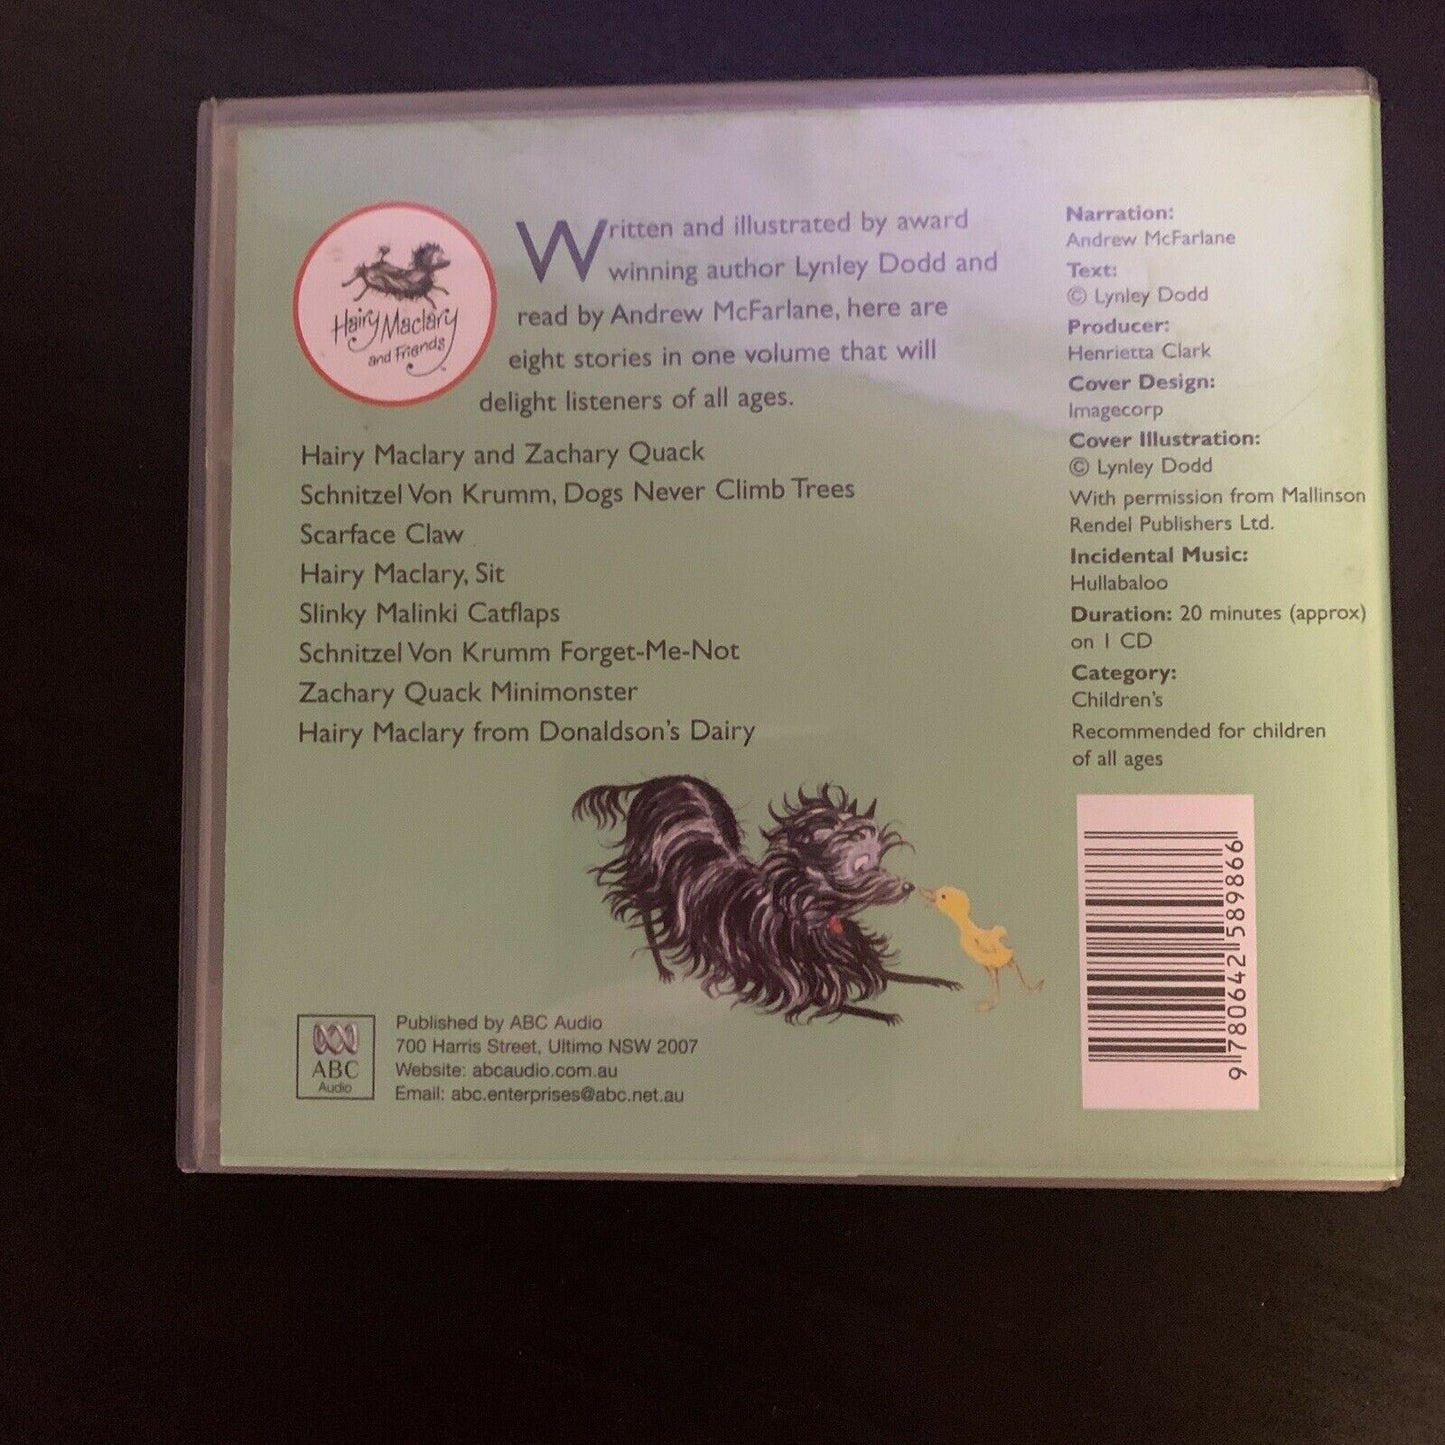 Hairy Maclary
and Friends
Written and illustrated by award
winning author Lynley Dodd and
read by Andrew McFarlane, here are
eight stories in one volume that will
delight listeners of all ages.
Hairy Maclary and Zachary Quack
Schnitzel Von Krumm, Dogs Never Climb Trees
Scarface Claw
Hairy Maclary, Sit
Slinky Malinki Catflaps
Schnitzel Von Krumm Forget-Me-Not
Zachary Quack Minimonster
Hairy Maclary from Donaldson's Dairy
Narration:
Andrew McFarlane
Text:
© Lynley Dodd
Producer:
Henrietta Clark
Cover Design:
Imagecorp
Cover Illustration:
© Lynley Dodd
With permission from Mallinson
Rendel Publishers Ltd.
Incidental Music:
Hullabaloo
Duration: 20 minutes (approx)
on 1 CD
Category:
Children's
Recommended for children
of all ages
9 780642 589866
ABC
Audio
Published by ABC Audio
700 Harris Street, Ultimo NSW 2007
Website: abcaudio.com.au
Email: abc.enterprises@abc.net.au